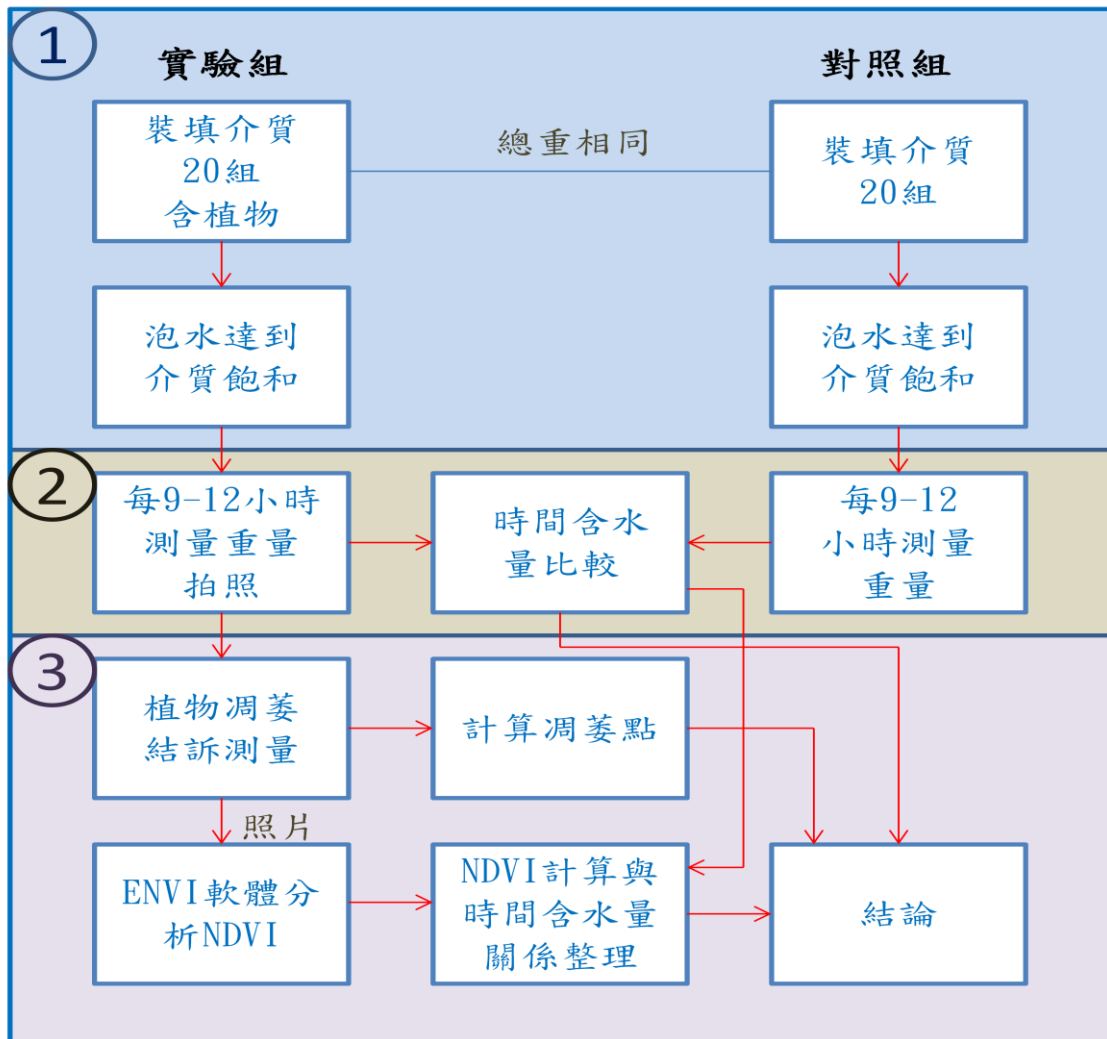 1
實驗組
對照組
裝填介質
20組
含植物
總重相同
裝填介質
20組
泡水達到
介質飽和
泡水達到
介質飽和
2
每9-12小時
測量重量
拍照
時間含水
量比較
每9-12
小時測量
重量
3
植物凋萎
結訴測量
計算凋萎點
照片
ENVI軟體分
析NDVI
NDVI計算與
時間含水量
關係整理
結論